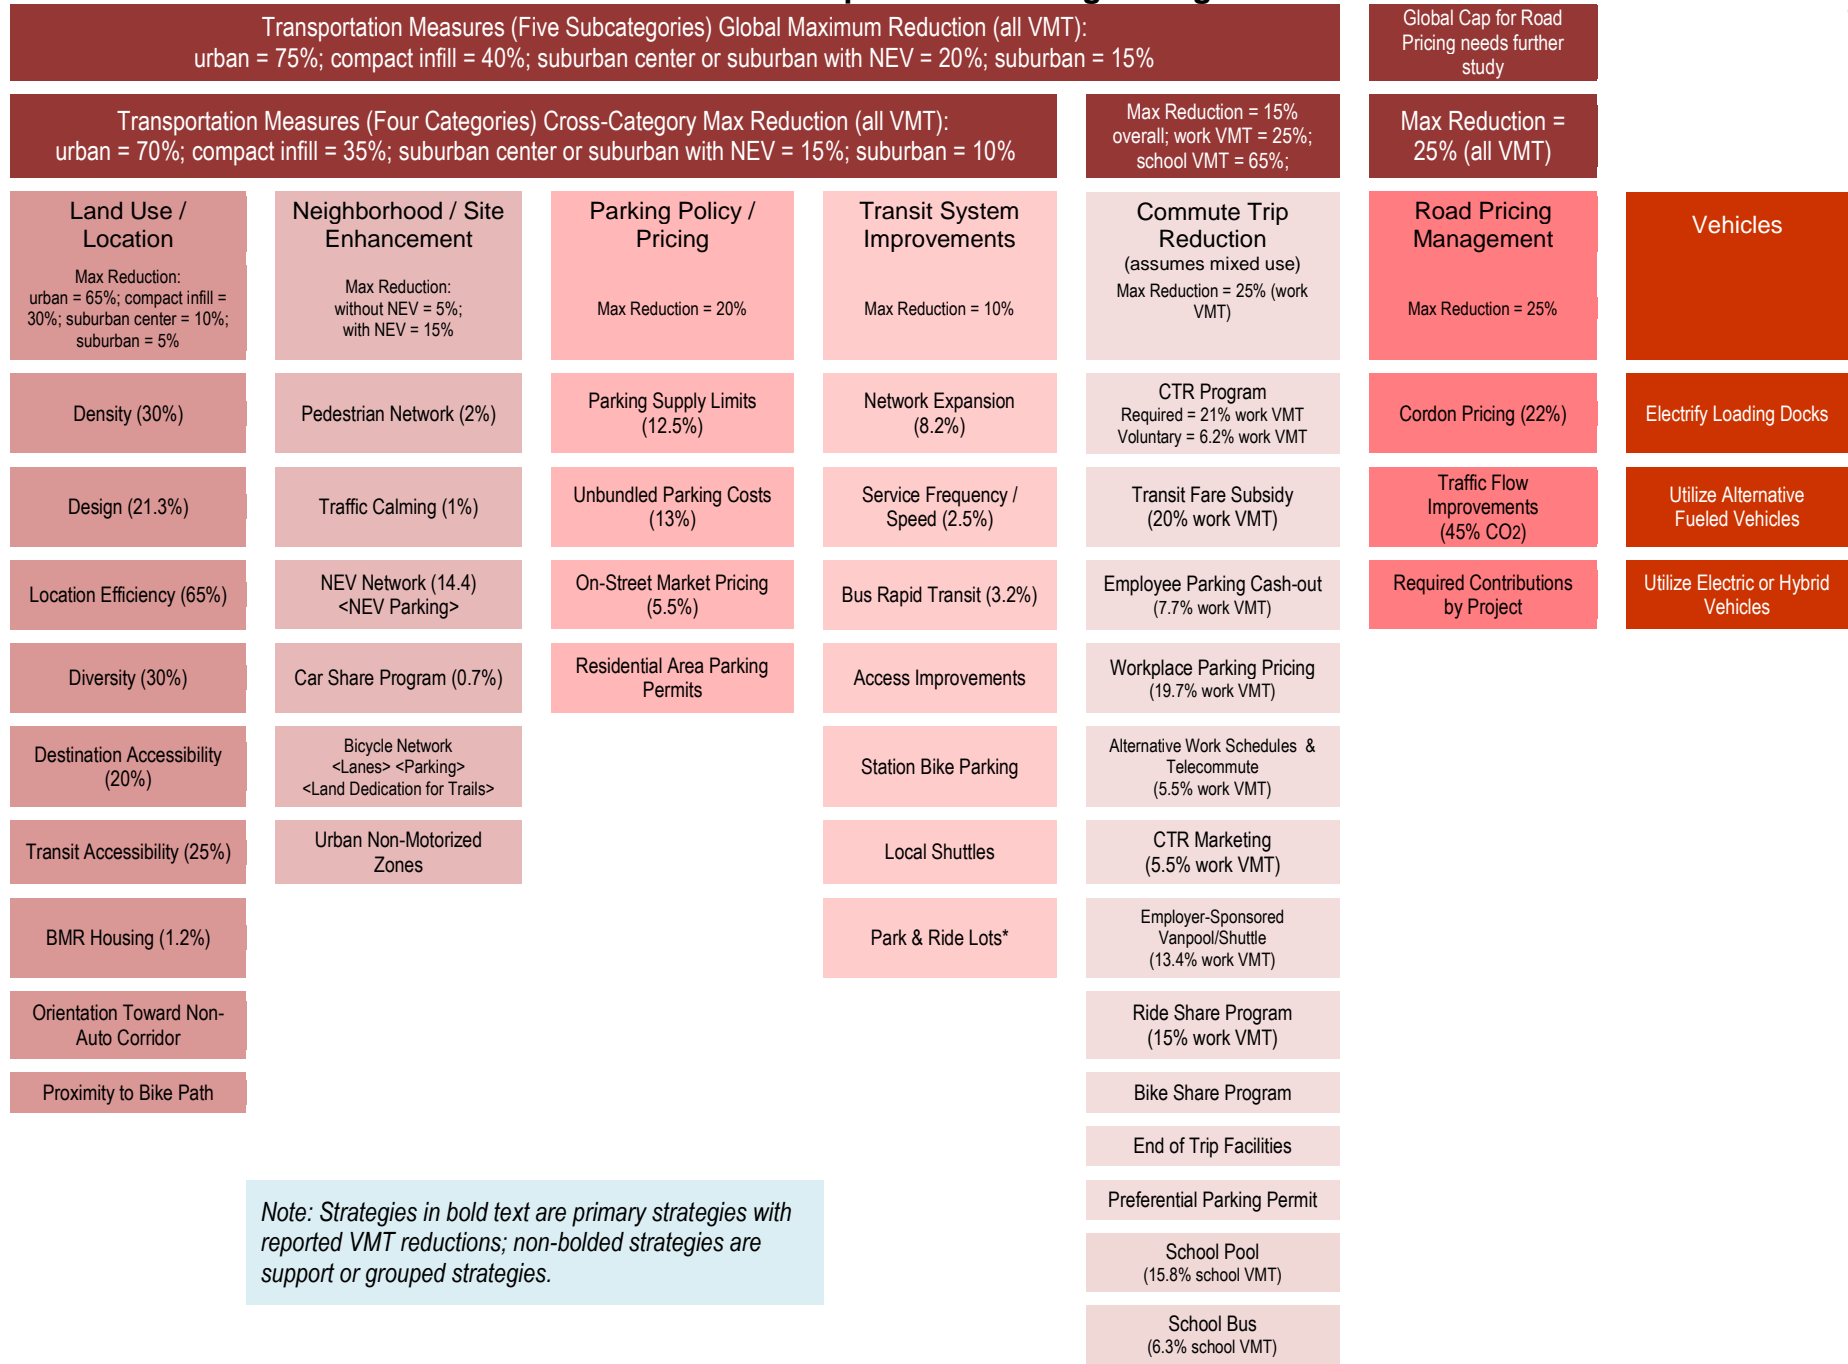 Transportation Measures (Five Subcategories) Global Maximum Reduction (all VMT):
urban = 75%; compact infill = 40%; suburban center or suburban with NEV = 20%; suburban = 15%
Global Cap for Road
Pricing needs further
study
Transportation Measures (Four Categories) Cross-Category Max Reduction (all VMT):
urban = 70%; compact infill = 35%; suburban center or suburban with NEV = 15%; suburban = 10%
Max Reduction = 15%
overall; work VMT = 25%;
school VMT = 65%;
Max Reduction =
25% (all VMT)
Land Use /
Location
Max Reduction:
urban = 65%; compact infill =
30%; suburban center = 10%;
suburban = 5%
Density (30%)
Design (21.3%)
Location Efficiency (65%)
Diversity (30%)
Destination Accessibility
(20%)
Transit Accessibility (25%)
BMR Housing (1.2%)
Orientation Toward Non-
Auto Corridor
Proximity to Bike Path
Neighborhood / Site
Enhancement
Max Reduction:
without NEV = 5%;
with NEV = 15%
Pedestrian Network (2%)
Traffic Calming (1%)
NEV Network (14.4)
<NEV Parking>
Car Share Program (0.7%)
Bicycle Network
<Lanes> <Parking>
<Land Dedication for Trails>
Urban Non-Motorized
Zones
Parking Policy /
Pricing
Max Reduction = 20%
Parking Supply Limits
(12.5%)
Unbundled Parking Costs
(13%)
On-Street Market Pricing
(5.5%)
Residential Area Parking
Permits
Transit System
Improvements
Max Reduction = 10%
Network Expansion
(8.2%)
Service Frequency /
Speed (2.5%)
Bus Rapid Transit (3.2%)
Access Improvements
Station Bike Parking
Local Shuttles
Park & Ride Lots*
Commute Trip
Reduction
(assumes mixed use)
Max Reduction = 25% (work
VMT)
CTR Program
Required = 21% work VMT
Voluntary = 6.2% work VMT
Transit Fare Subsidy
(20% work VMT)
Employee Parking Cash-out
(7.7% work VMT)
Workplace Parking Pricing
(19.7% work VMT)
Alternative Work Schedules &
Telecommute
(5.5% work VMT)
CTR Marketing
(5.5% work VMT)
Employer-Sponsored
Vanpool/Shuttle
(13.4% work VMT)
Ride Share Program
(15% work VMT)
Bike Share Program
End of Trip Facilities
Preferential Parking Permit
School Pool
(15.8% school VMT)
School Bus
(6.3% school VMT)
Road Pricing
Management
Max Reduction = 25%
Cordon Pricing (22%)
Traffic Flow
Improvements
(45% CO2)
Required Contributions
by Project
Vehicles
Electrify Loading Docks
Utilize Alternative
Fueled Vehicles
Utilize Electric or Hybrid
Vehicles
Note: Strategies in bold text are primary strategies with
reported VMT reductions; non-bolded strategies are
support or grouped strategies.